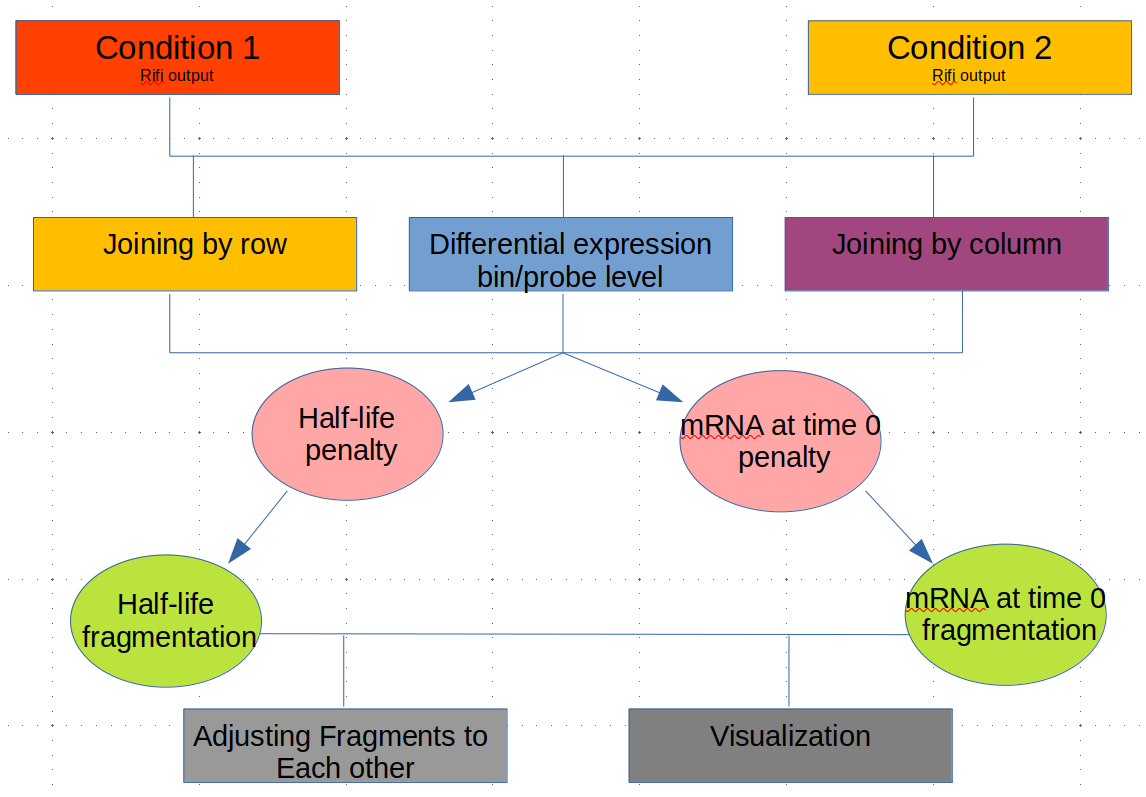 Condition 1
Rifi output
Condition 2
Rifi output
Joining by row
Differential expression
bin/probe level
Joining by column
Half-life
penalty
mRNA at time 0
penalty
Half-life
fragmentation
mRNA at time 0
fragmentation
Adjusting Fragments to
Each other
Visualization